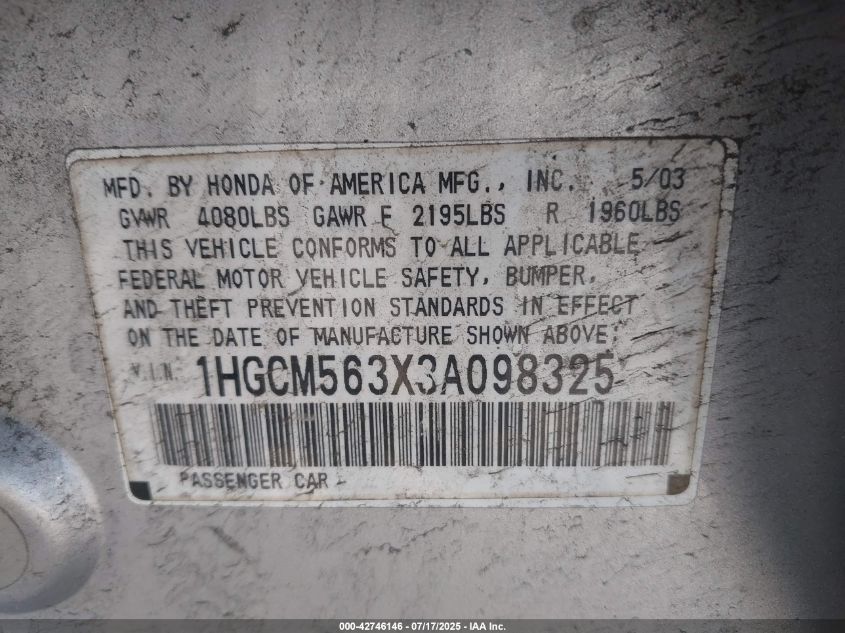 MFD. BY HONDA OF AMERICA MFG., INC. 5/03
GVWR 4080LBS GAWR F 2195LBS R 1960LBS
THIS VEHICLE CONFORMS TO ALL APPLICABLE
FEDERAL MOTOR VEHICLE SAFETY, BUMPER,
AND THEFT PREVENTION STANDARDS IN EFFECT
ON THE DATE OF MANUFACTURE SHOWN ABOVE.
V.I.N. 1HGCM563X3A098325
PASSENGER CAR
000-42746146 - 07/17/2025 - IAA Inc.